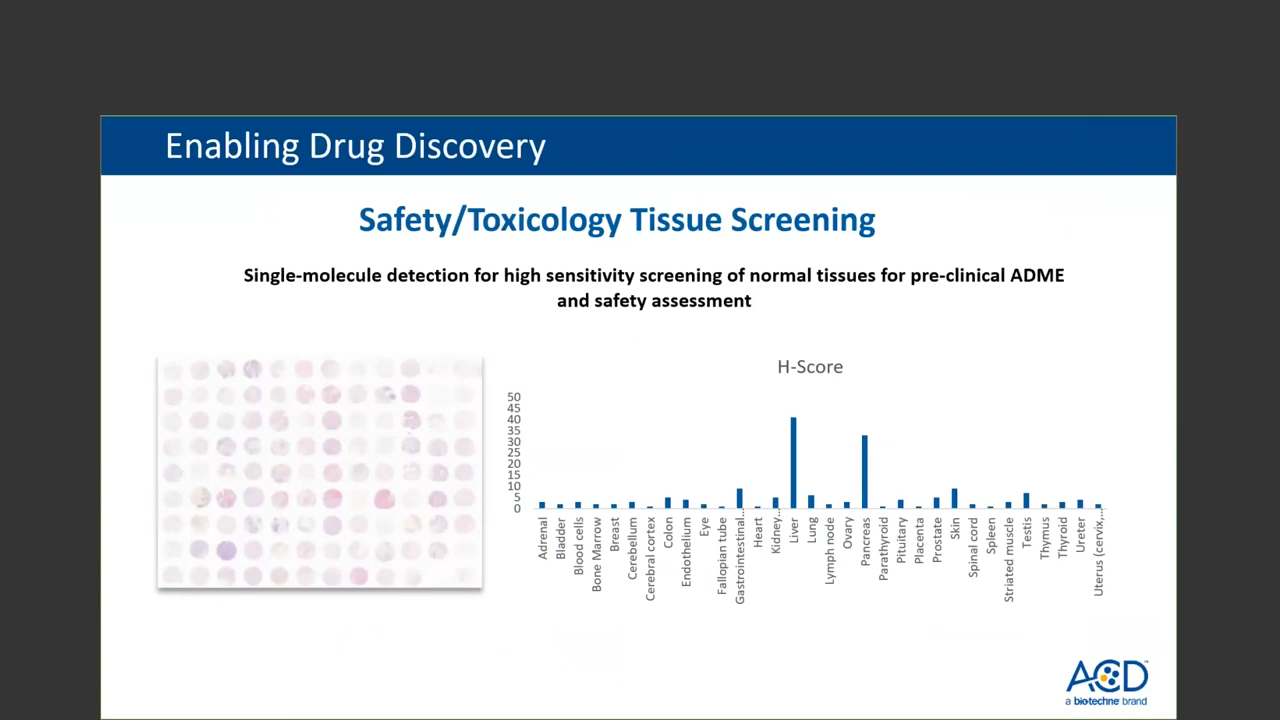 Enabling Drug Discovery
Safety/Toxicology Tissue Screening
Single-molecule detection for high sensitivity screening of normal tissues for pre-clinical ADME
and safety assessment
H-Score
50
45
40
35
30
25
20
15
10
5
0
Adrenal
Bladder
Blood cells
Bone Marrow
Breast
Cerebellum
Cerebral cortex
Colon
Endothelium
Eye
Fallopian tube
Gastrointestinal…
Heart
Kidney…
Liver
Lung
Lymph node
Ovary
Pancreas
Parathyroid
Pituitary
Placenta
Prostate
Skin
Spinal cord
Spleen
Striated muscle
Testis
Thymus
Thyroid
Ureter
Uterus (cervix,…
ACD™
a biotechne brand